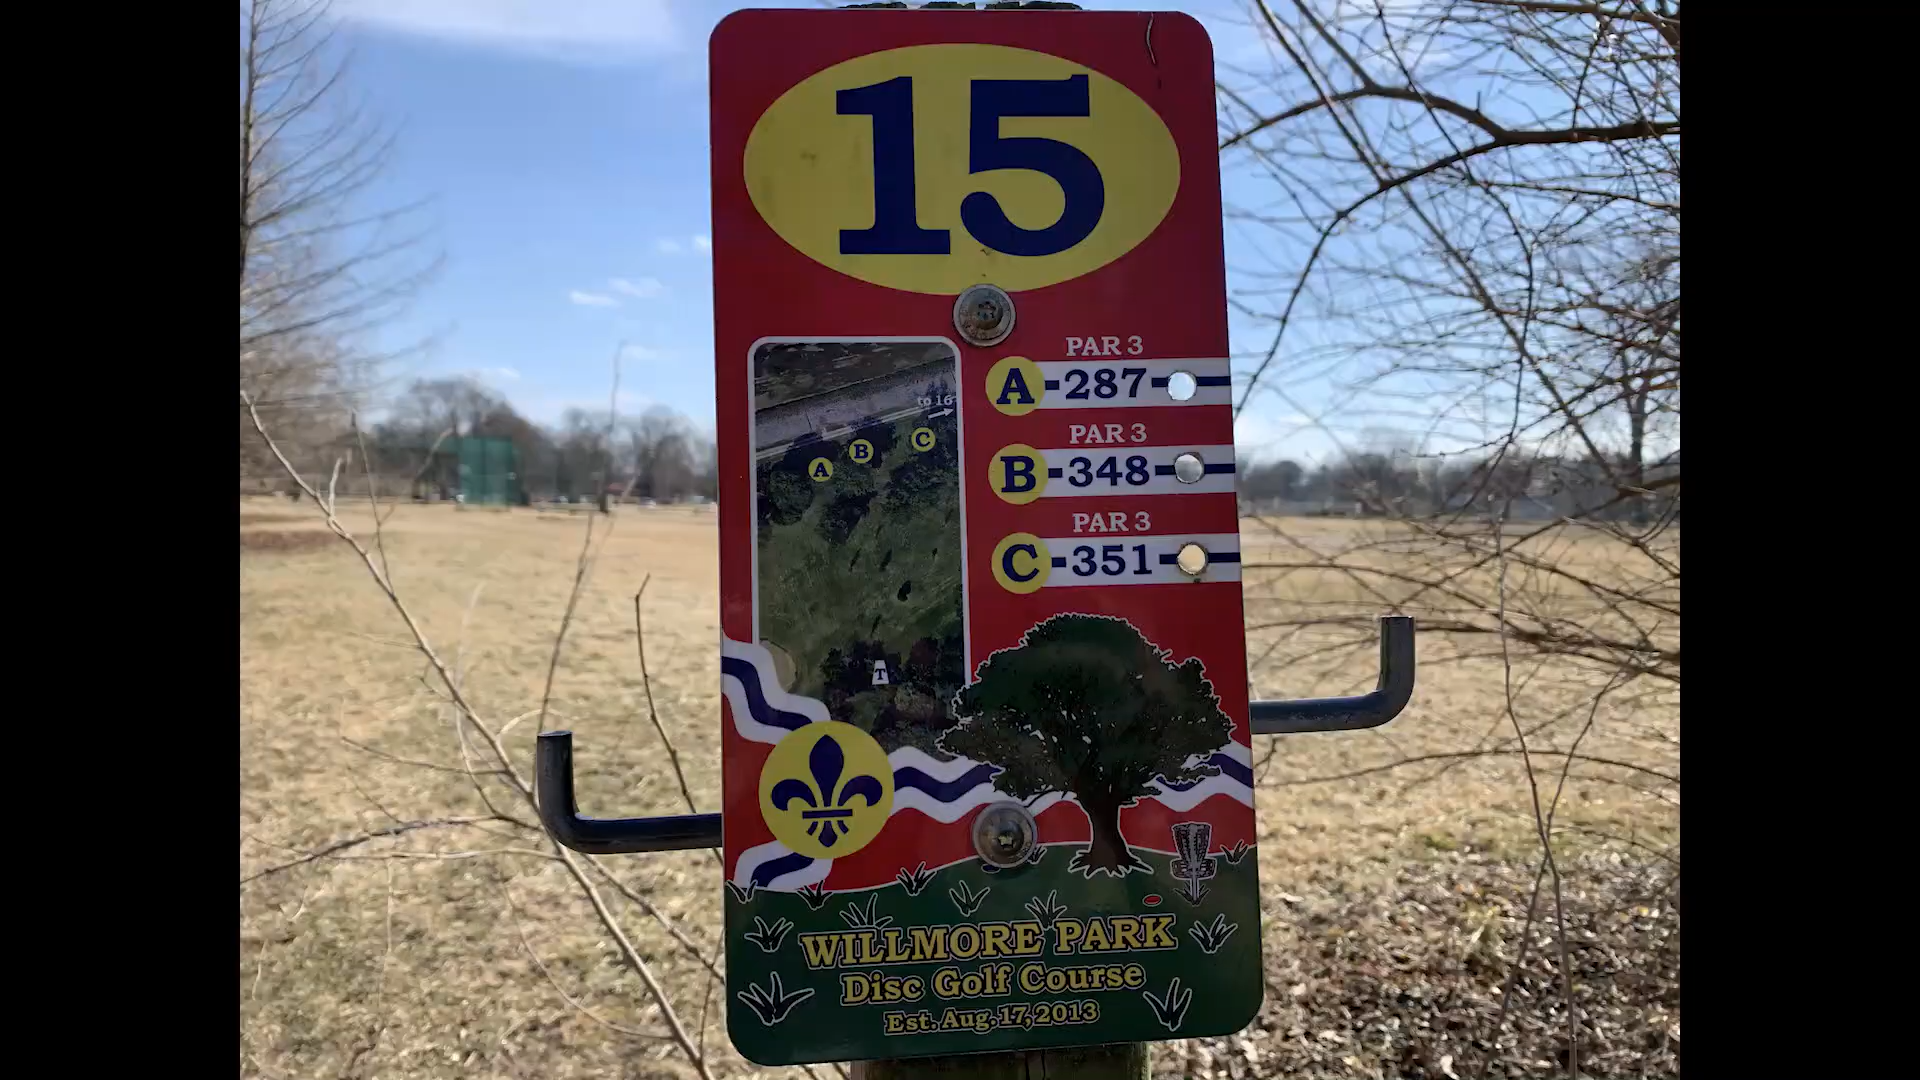 15
to 16
PAR 3
A-287
PAR 3
B-348
PAR 3
C-351
A
B
C
T
WILLMORE PARK
Disc Golf Course
Est. Aug. 17, 2013